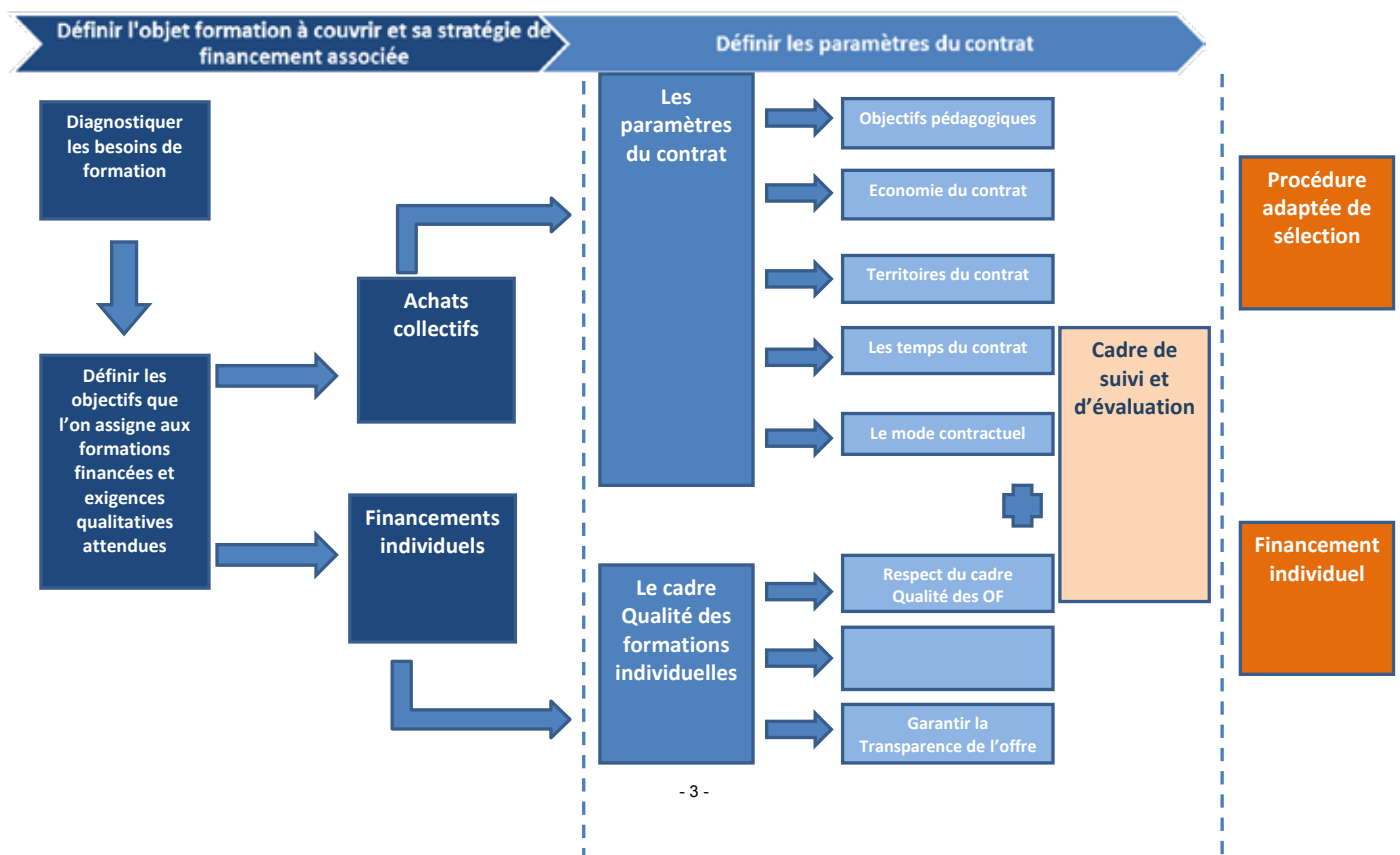 Définir l'objet formation à couvrir et sa stratégie de
financement associée
Définir les paramètres du contrat
Diagnostiquer
les besoins de
formation
Définir les
objectifs que
l’on assigne aux
formations
financées et
exigences
qualitatives
attendues
Achats
collectifs
Financements
individuels
Les
paramètres
du contrat
Objectifs pédagogiques
Economie du contrat
Territoires du contrat
Les temps du contrat
Le mode contractuel
Cadre de
suivi et
d’évaluation
Le cadre
Qualité des
formations
individuelles
Respect du cadre
Qualité des OF
Garantir la
Transparence de l’offre
Procédure
adaptée de
sélection
Financement
individuel
- 3 -